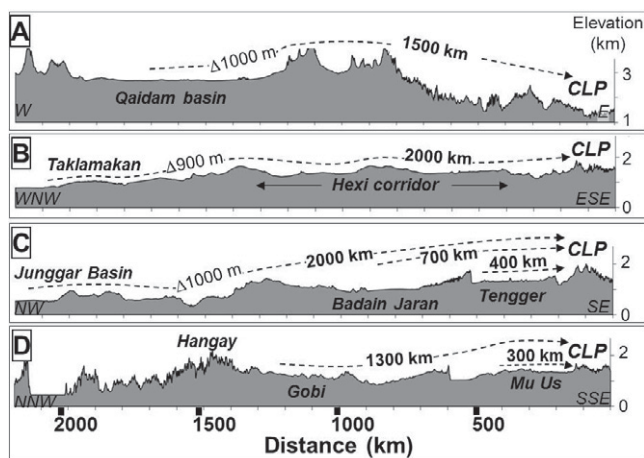 A
Elevation
(km)
Δ1000 m
1500 km
CLP
3
2
1
Qaidam basin
W
E
B
Taklamakan
Δ900 m
2000 km
CLP
2
Hexi corridor
WNW
ESE
0
C
2000 km
700 km
400 km
CLP
Junggar Basin
Δ1000 m
2
Badain Jaran
Tengger
NW
SE
0
D
Hangay
1300 km
300 km
CLP
2
Gobi
Mu Us
NNW
SSE
0
2000
1500
1000
500
Distance (km)